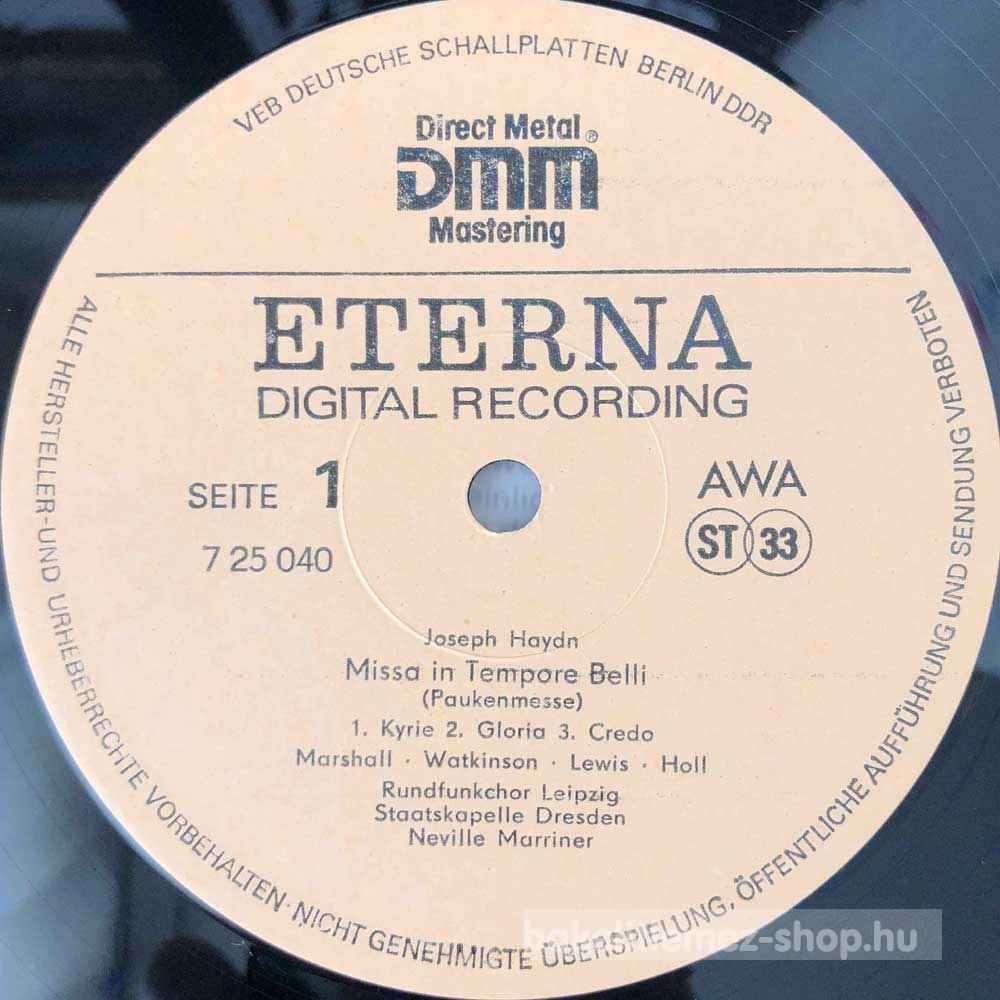 VEB DEUTSCHE SCHALLPLATTEN BERLIN DDR
Direct Metal ®
DMM
Mastering
ETERNA
DIGITAL RECORDING
SEITE 1
7 25 040
AWA
ST 33
Joseph Haydn
Missa in Tempore Belli
(Paukenmesse)
1. Kyrie 2. Gloria 3. Credo
Marshall · Watkinson · Lewis · Holl
Rundfunkchor Leipzig
Staatskapelle Dresden
Neville Marriner
ALLE HERSTELLER-UND URHEBERRECHTE VORBEHALTEN · NICHT GENEHMIGTE ÜBERSPIELUNG, ÖFFENTLICHE AUFFÜHRUNG UND SENDUNG VERBOTEN
bakelitlemez-shop.hu